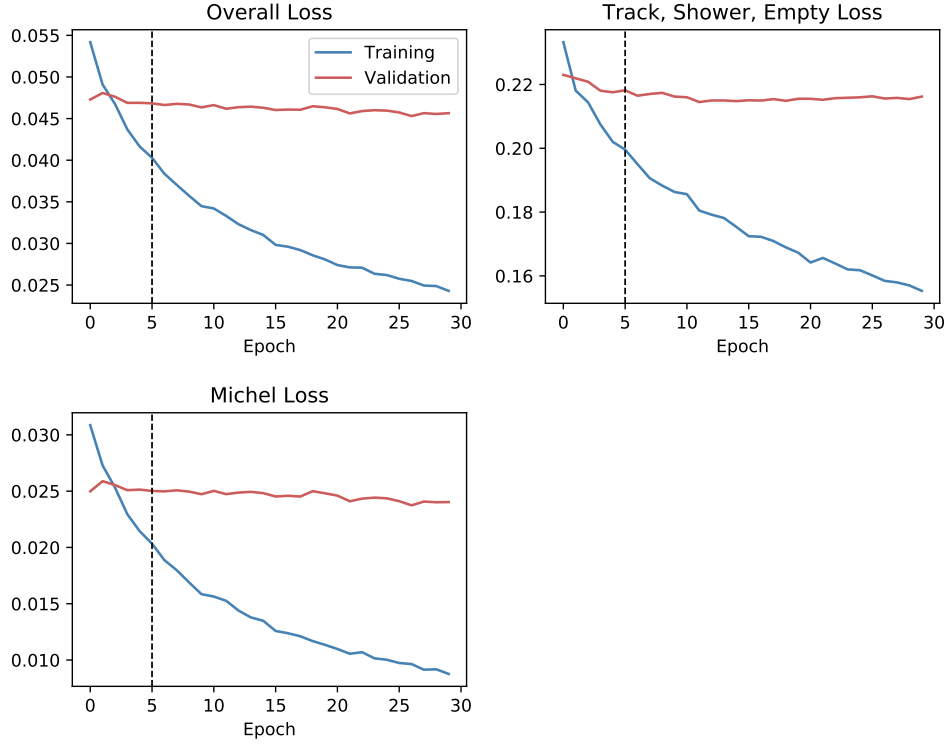 Overall Loss
0.055
0.050
0.045
0.040
0.035
0.030
0.025
0 5 10 15 20 25 30
Epoch
Training
Validation
Track, Shower, Empty Loss
0.22
0.20
0.18
0.16
0 5 10 15 20 25 30
Epoch
Michel Loss
0.030
0.025
0.020
0.015
0.010
0 5 10 15 20 25 30
Epoch